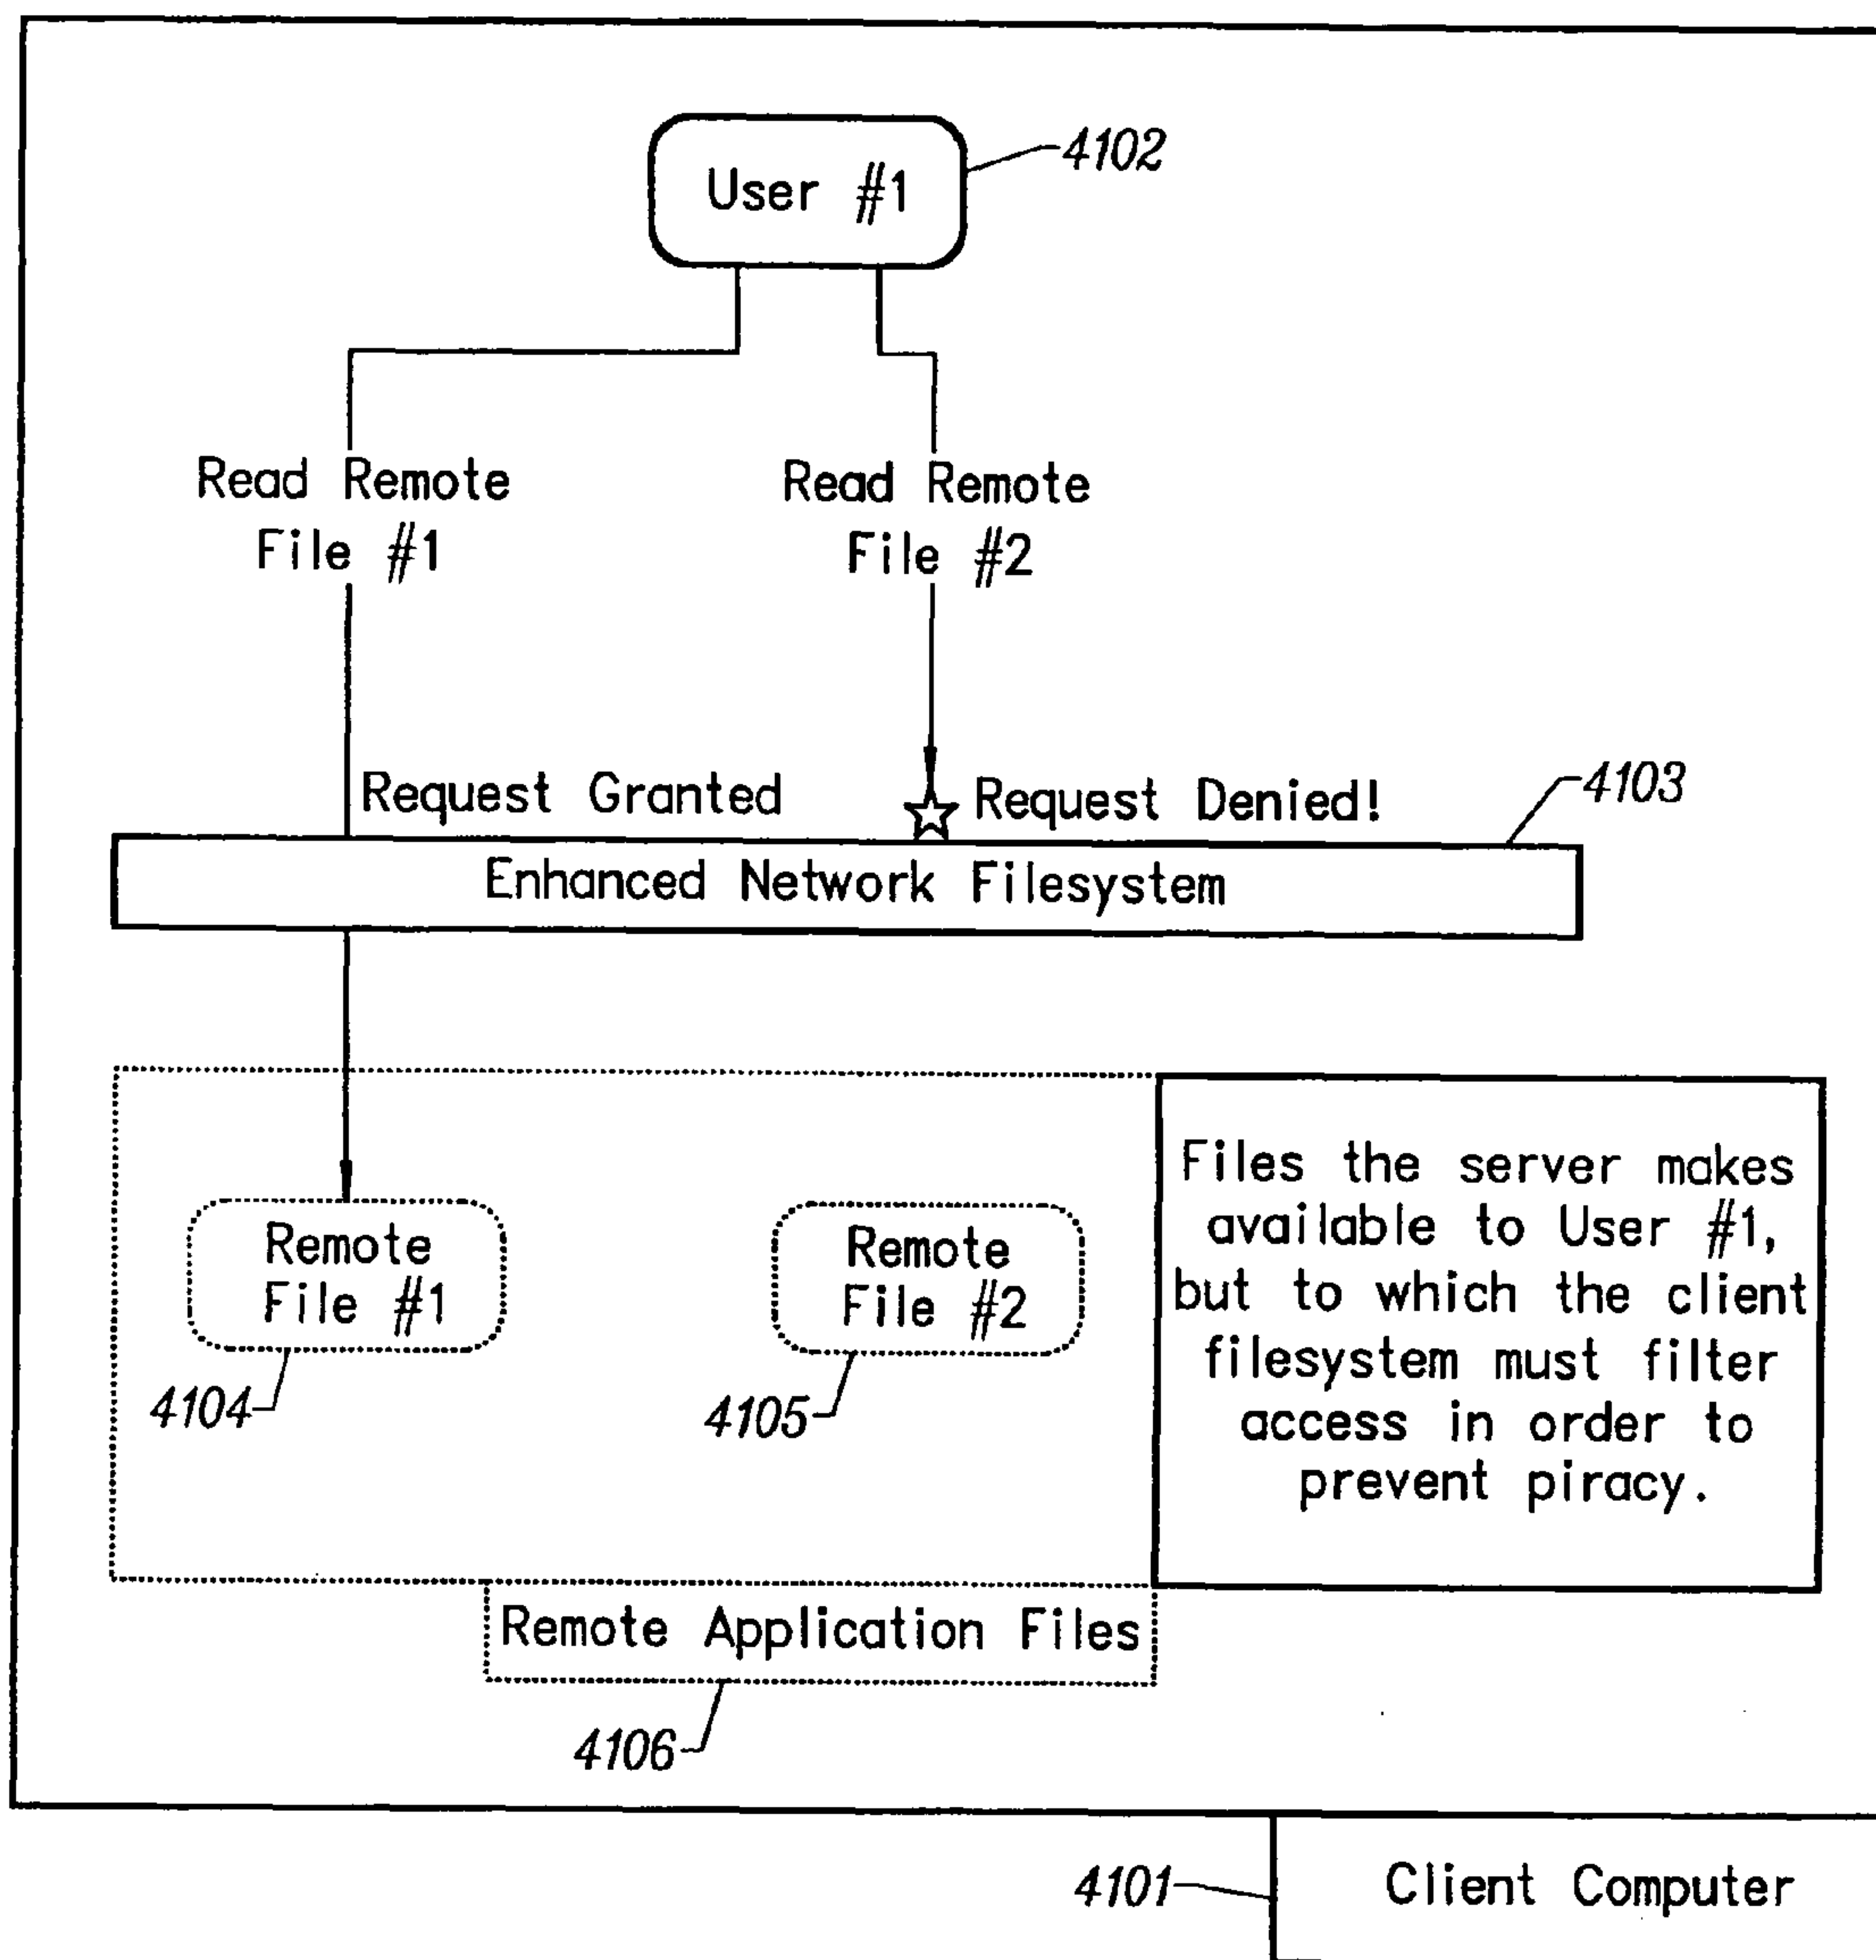 4102
User #1
Read Remote
File #1
Read Remote
File #2
Request Granted
Request Denied!
4103
Enhanced Network Filesystem
Files the server makes
available to User #1,
but to which the client
filesystem must filter
access in order to
prevent piracy.
Remote
File #1
Remote
File #2
4104
4105
Remote Application Files
4106
4101
Client Computer